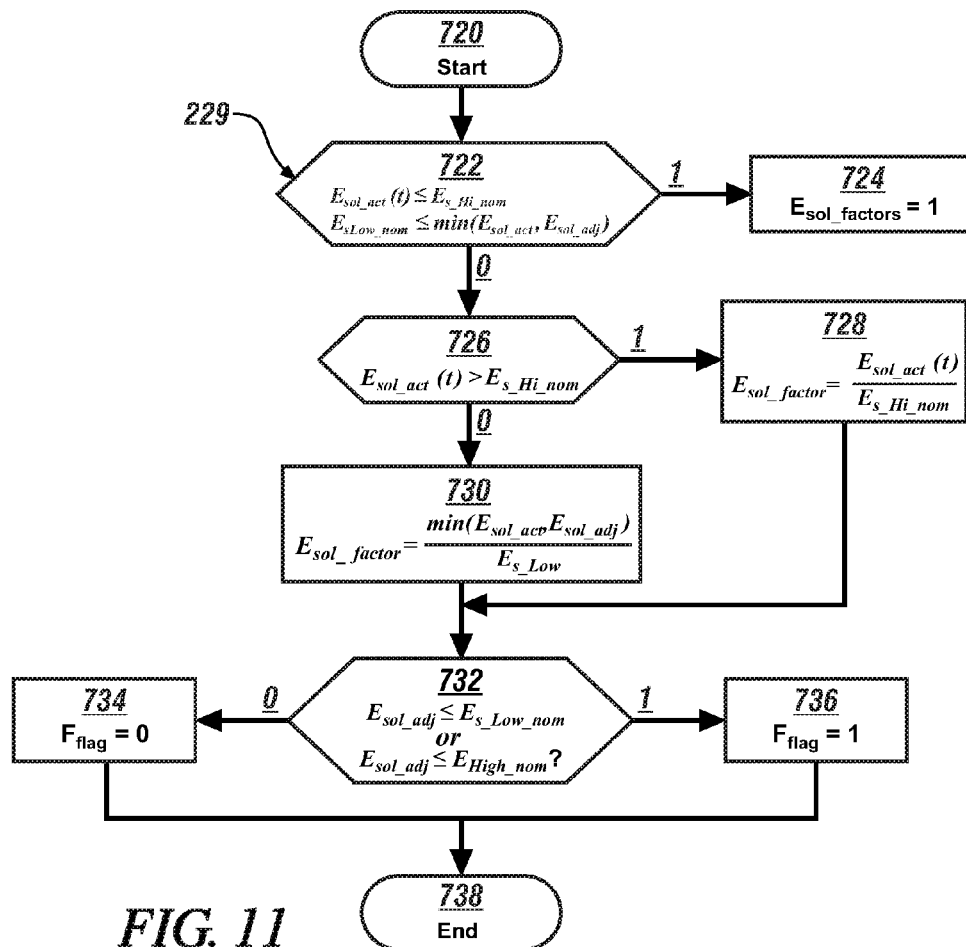 720
Start
229
722
E_sol_act (t) ≤ E_s_Hi_nom
E_sLow_nom ≤ min(E_sol_act, E_sol_adj)
1
724
E_sol_factors = 1
0
726
E_sol_act (t) > E_s_Hi_nom
1
728
E_sol_factor = E_sol_act (t) / E_s_Hi_nom
0
730
E_sol_factor = min(E_sol_act, E_sol_adj) / E_s_Low
732
E_sol_adj ≤ E_s_Low_nom
or
E_sol_adj ≤ E_High_nom?
0
734
F_flag = 0
1
736
F_flag = 1
738
End
FIG. 11